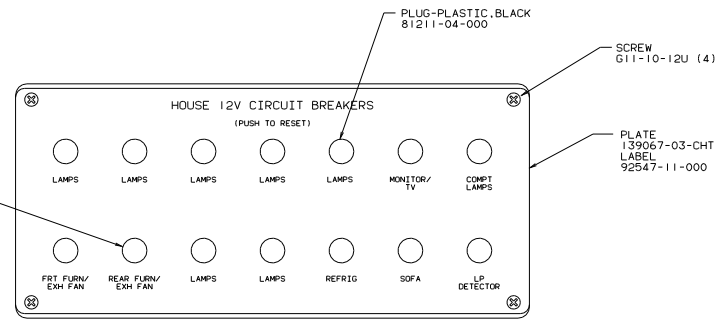 PLUG-PLASTIC,BLACK
81211-04-000
SCREW
G11-10-12U (4)
HOUSE 12V CIRCUIT BREAKERS
(PUSH TO RESET)
PLATE
139067-03-CHT
LABEL
92547-11-000
LAMPS LAMPS LAMPS LAMPS LAMPS MONITOR/ COMPT
TV LAMPS
FRT FURN/ REAR FURN/ LAMPS LAMPS REFRIG SOFA LP
EXH FAN EXH FAN DETECTOR